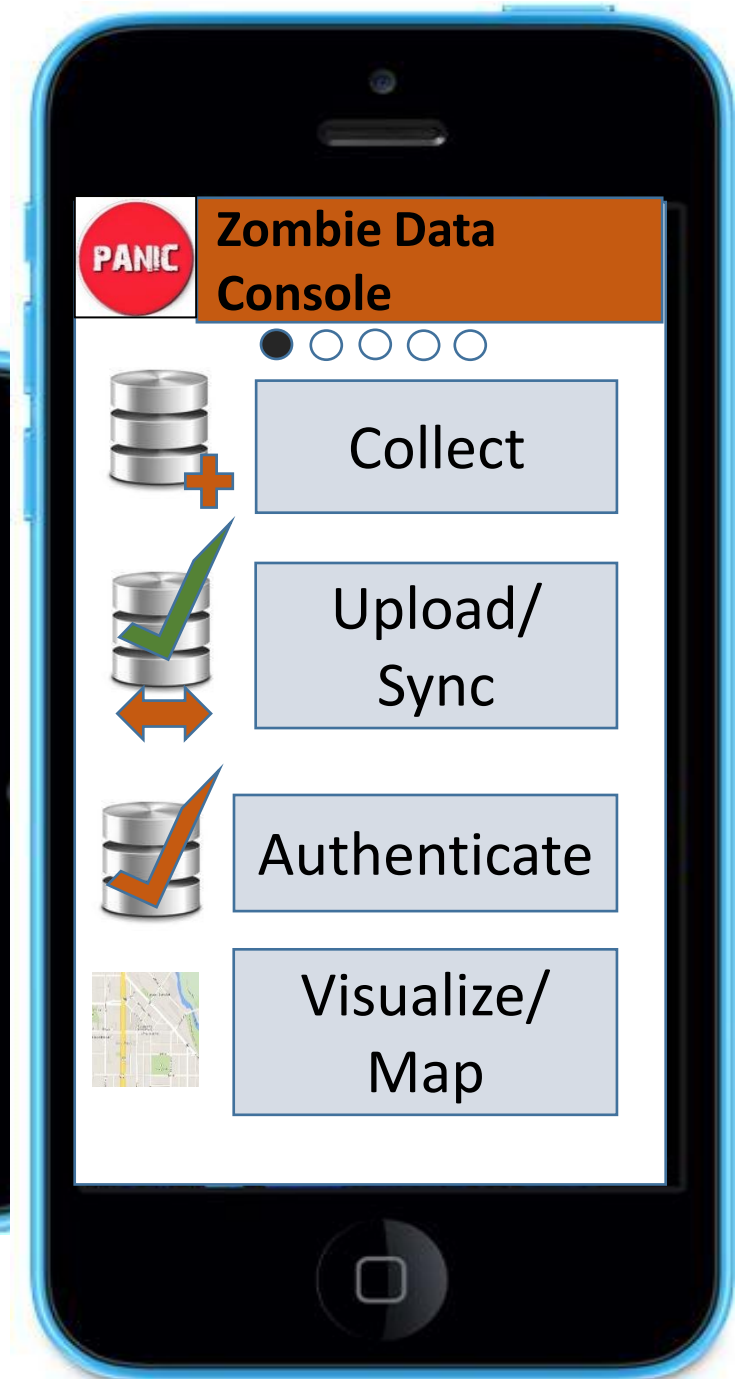 PANIC
Zombie Data
Console
Collect
Upload/
Sync
Authenticate
Visualize/
Map